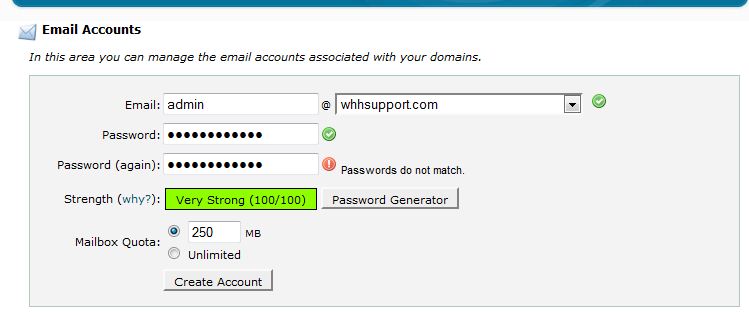 Email Accounts
In this area you can manage the email accounts associated with your domains.
Email: admin @ whhsupport.com
Password: ●●●●●●●●●●●●
Password (again): ●●●●●●●●●●●● Passwords do not match.
Strength (why?): Very Strong (100/100) Password Generator
Mailbox Quota: 250 MB
Unlimited
Create Account